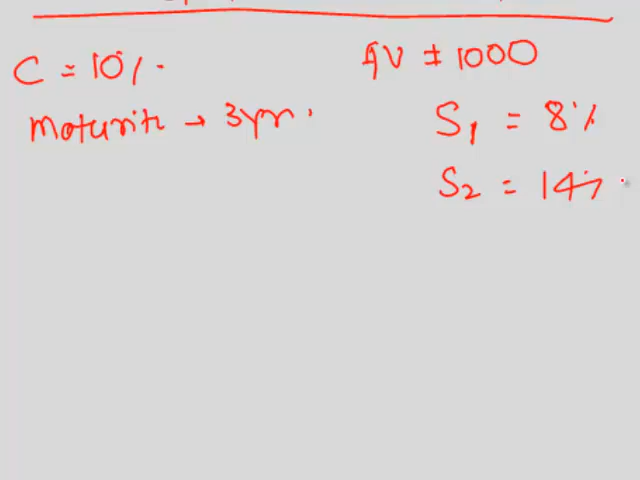 C = 10%.
FV = 1000
Maturity → 3yr.
S1 = 8%
S2 = 14%